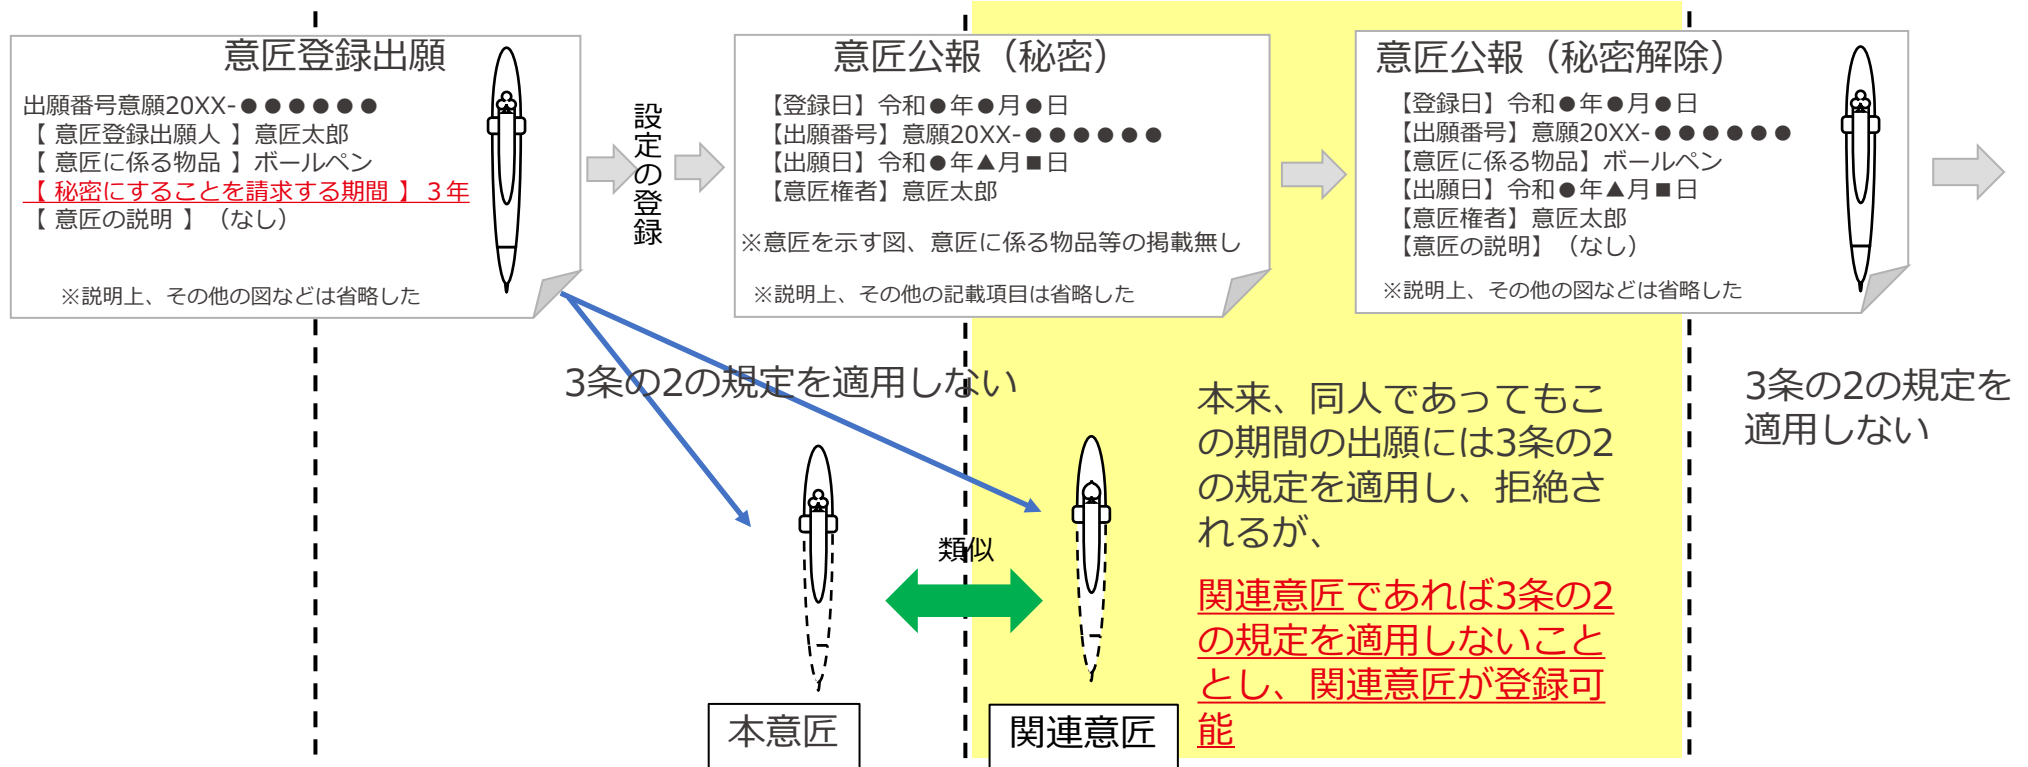 意匠登録出願
出願番号意願20XX-●●●●●●
【 意匠登録出願人 】意匠太郎
【 意匠に係る物品 】ボールペン
【 秘密にすることを請求する期間 】３年
【 意匠の説明 】（なし）
※説明上、その他の図などは省略した
設定の登録
意匠公報（秘密）
【登録日】令和●年●月●日
【出願番号】意願20XX-●●●●●●
【出願日】令和●年▲月■日
【意匠権者】意匠太郎
※意匠を示す図、意匠に係る物品等の掲載無し
※説明上、その他の記載項目は省略した
意匠公報（秘密解除）
【登録日】令和●年●月●日
【出願番号】意願20XX-●●●●●●
【意匠に係る物品】ボールペン
【出願日】令和●年▲月■日
【意匠権者】意匠太郎
【意匠の説明】（なし）
※説明上、その他の図などは省略した
3条の2の規定を適用しない
類似
本意匠
関連意匠
本来、同人であってもこ
の期間の出願には3条の2
の規定を適用し、拒絶さ
れるが、
関連意匠であれば3条の2
の規定を適用しないこと
とし、関連意匠が登録可
能
3条の2の規定を
適用しない